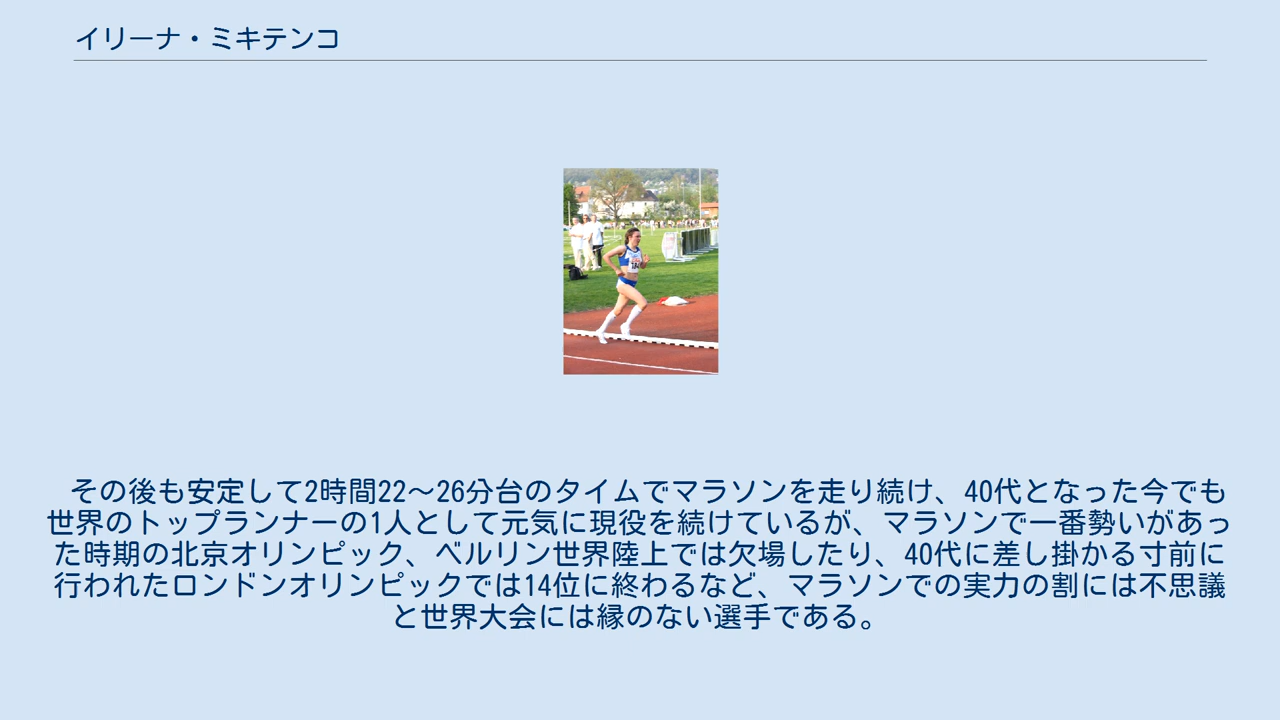 イリーナ・ミキテンコ
その後も安定して2時間22～26分台のタイムでマラソンを走り続け、40代となった今でも
世界のトップランナーの1人として元気に現役を続けているが、マラソンで一番勢いがあっ
た時期の北京オリンピック、ベルリン世界陸上では欠場したり、40代に差し掛かる寸前に
行われたロンドンオリンピックでは14位に終わるなど、マラソンでの実力の割には不思議
と世界大会には縁のない選手である。